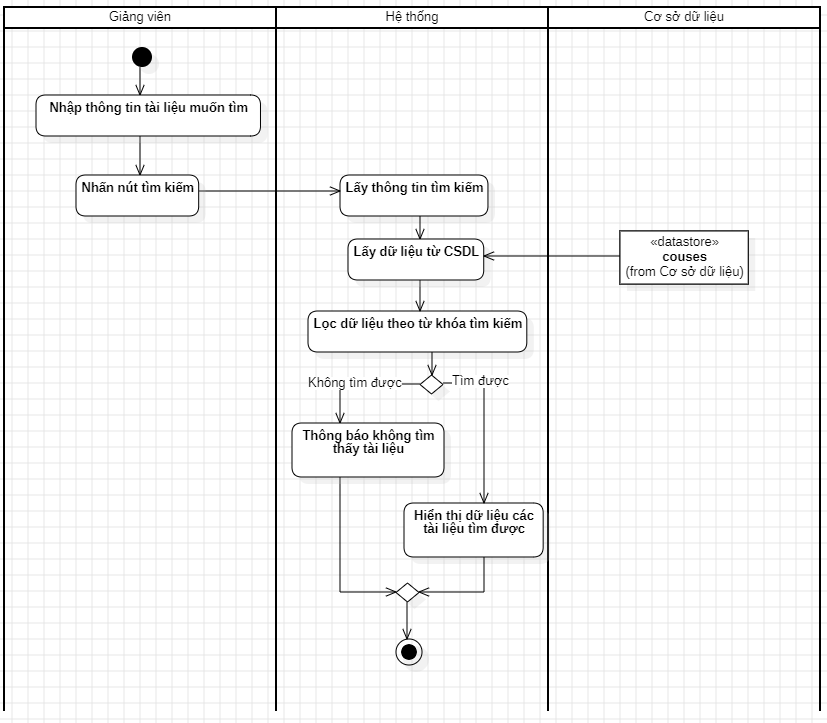 Giảng viên
Hệ thống
Cơ sở dữ liệu
Nhập thông tin tài liệu muốn tìm
Nhấn nút tìm kiếm
Lấy thông tin tìm kiếm
Lấy dữ liệu từ CSDL
«datastore»
couses
(from Cơ sở dữ liệu)
Lọc dữ liệu theo từ khóa tìm kiếm
Không tìm được
Tìm được
Thông báo không tìm
thấy tài liệu
Hiển thị dữ liệu các
tài liệu tìm được